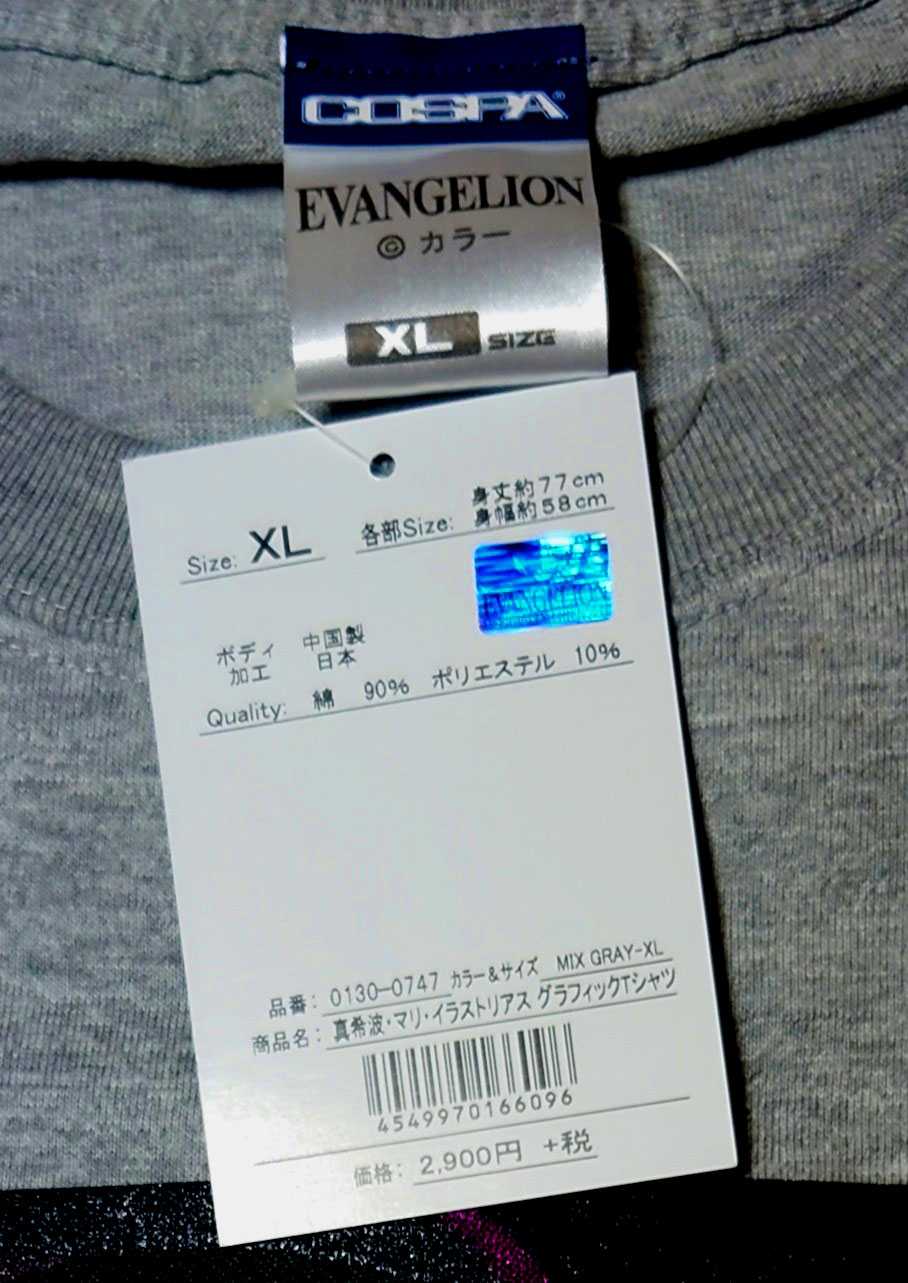 COSPA®
EVANGELION
© カラー
XL SIZE
Size: XL
各部Size: 身丈約77cm
身幅約58cm
EVANGELION
ボディ 中国製
加工 日本
Quality: 綿 90% ポリエステル 10%
品番: 0130-0747 カラー&サイズ MIX GRAY-XL
商品名: 真希波・マリ・イラストリアス グラフィックTシャツ
4549970166096
価格: 2,900円 +税